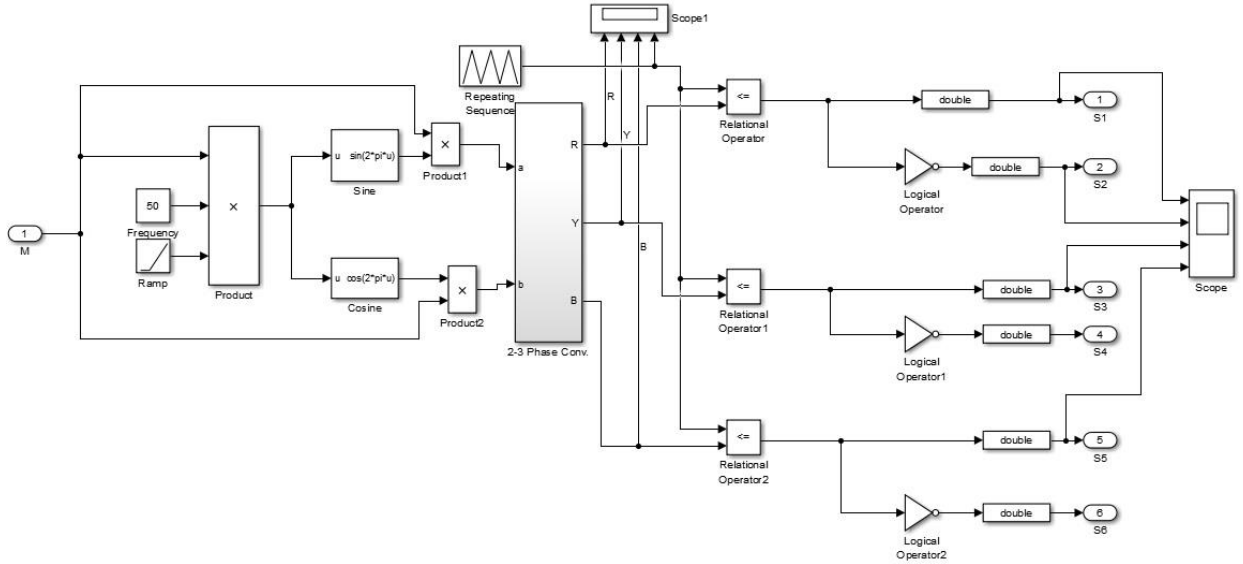 Scope1
Repeating
Sequence
R
Y
B
<=
Relational
Operator
double
1
S1
Logical
Operator
double
2
S2
Scope
1
M
50
Frequency
Ramp
×
Product
u sin(2*pi*u)
Sine
u cos(2*pi*u)
Cosine
×
Product1
×
Product2
a
b
R
Y
B
2-3 Phase Conv.
<=
Relational
Operator1
double
3
S3
Logical
Operator1
double
4
S4
<=
Relational
Operator2
double
5
S5
Logical
Operator2
double
6
S6